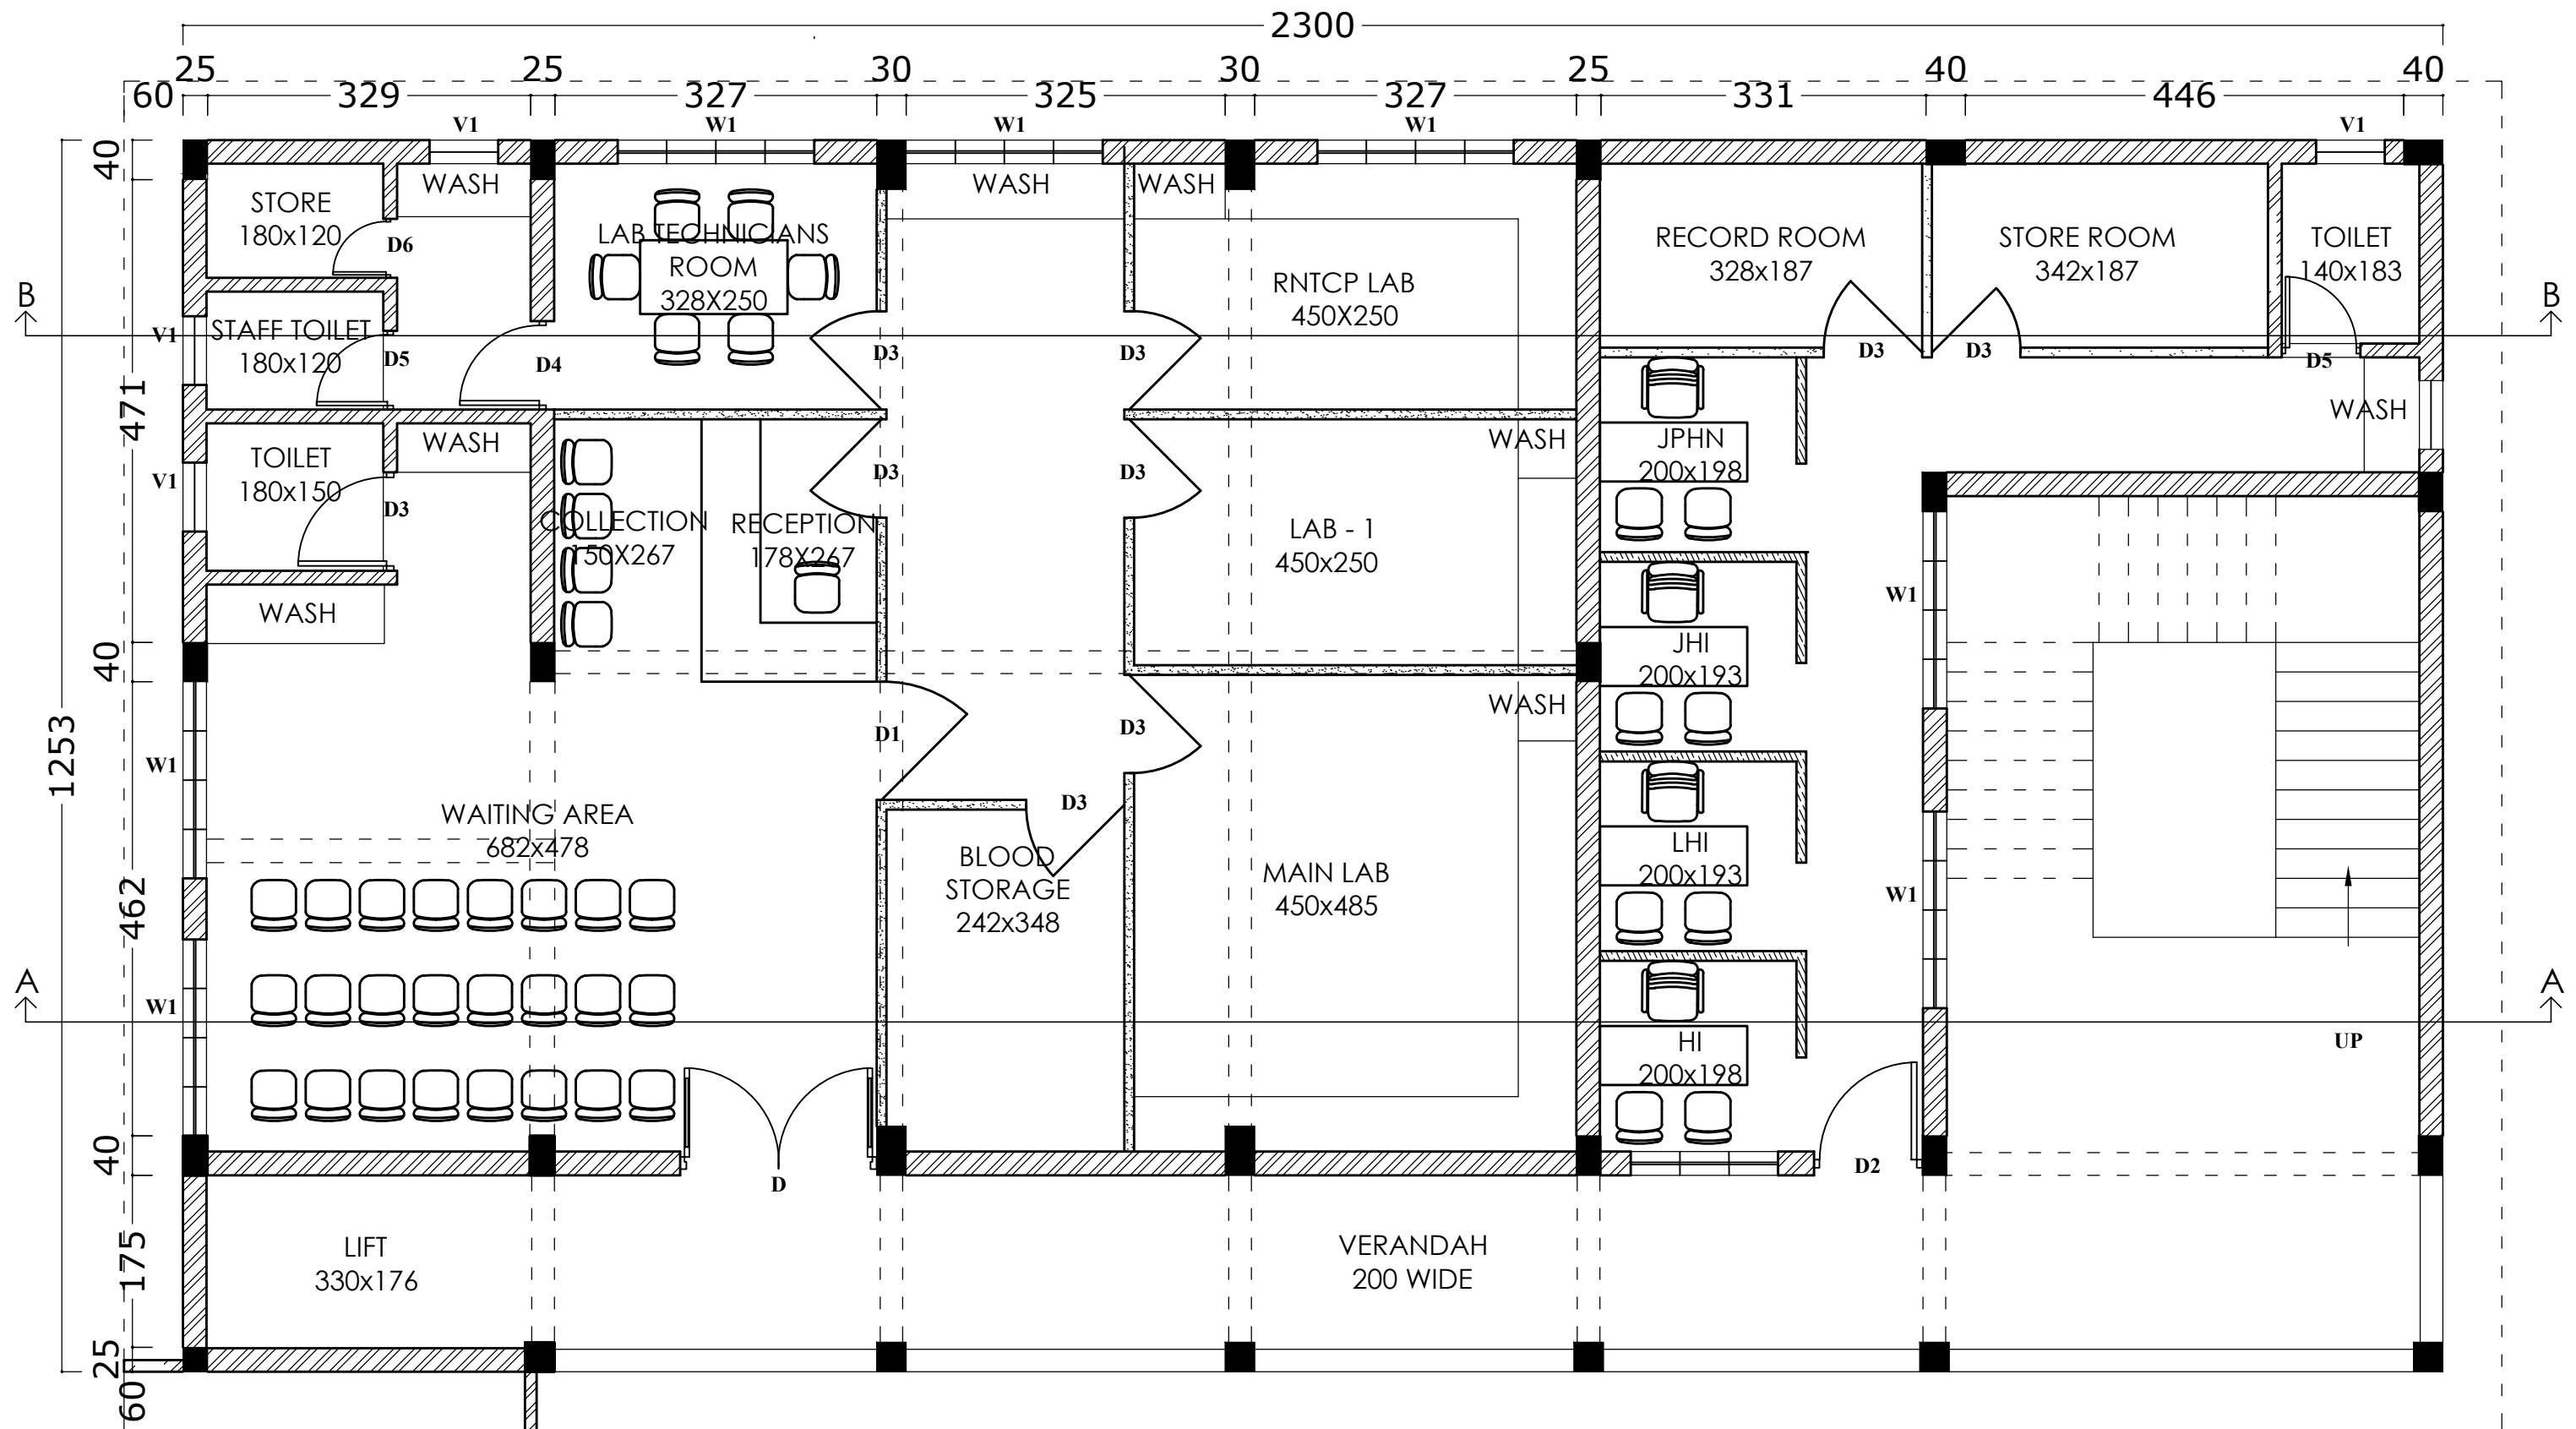 2300
25 25 30 30 25 40 40
60 329 327 325 327 331 446
V1 W1 W1 W1 V1
40
WASH WASH WASH
STORE
180x120
D6
LAB TECHNICIANS
ROOM
328X250
RNTCP LAB
450X250
RECORD ROOM
328x187
STORE ROOM
342x187
TOILET
140x183
B B
V1
STAFF TOILET
180x120
D5
D4
D3
D3
D3
D3
D5
471
WASH
WASH
WASH
JPHN
200x198
TOILET
180x150
V1
D3
D3
D3
COLLECTION
150X267
RECEPTION
178X267
LAB - 1
450x250
WASH
W1
JHI
200x193
40
1253
W1
D1
D3
WASH
D3
WAITING AREA
682x478
BLOOD
STORAGE
242x348
MAIN LAB
450x485
LHI
200x193
W1
462
A A
W1
UP
HI
200x198
40
D
D2
LIFT
330x176
VERANDAH
200 WIDE
175
25
60